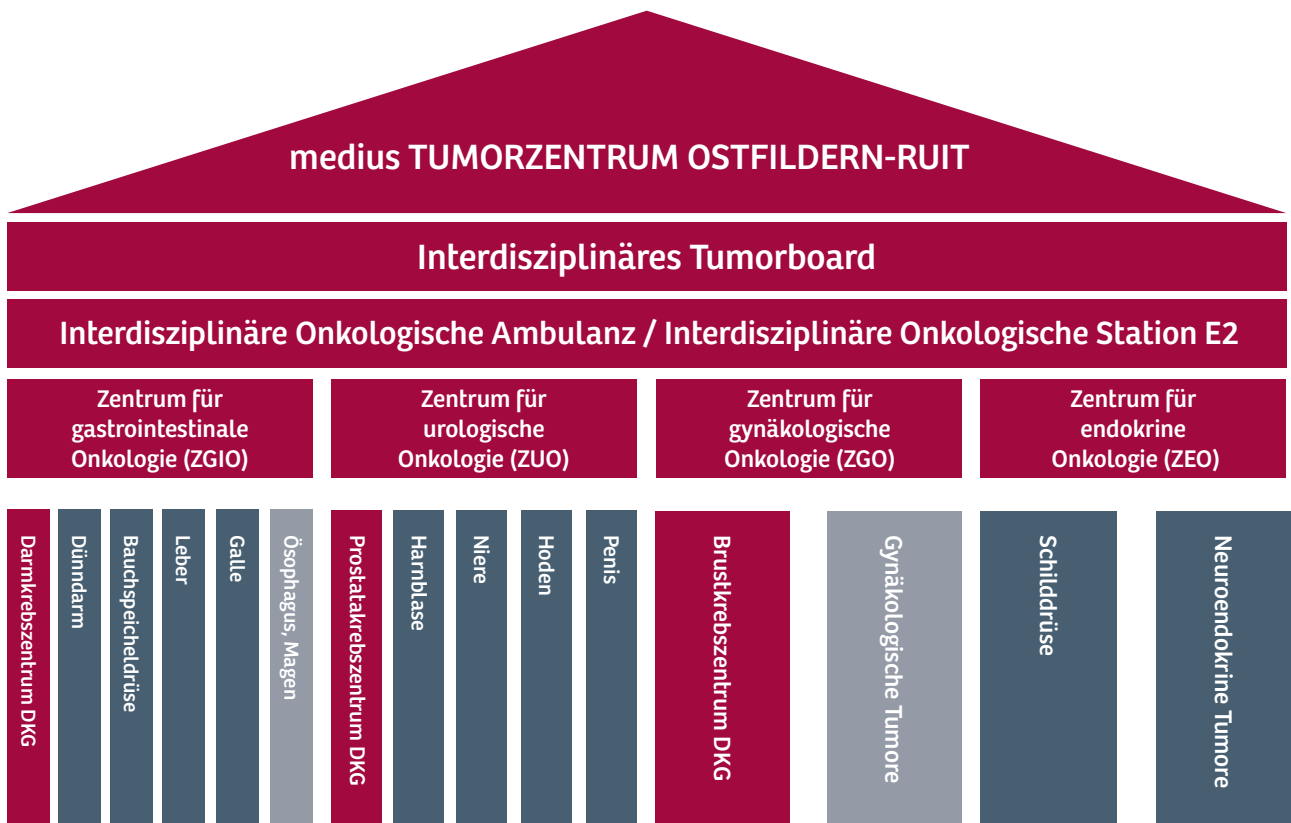 medius TUMORZENTRUM OSTFILDERN-RUIT
Interdisziplinäres Tumorboard
Interdisziplinäre Onkologische Ambulanz / Interdisziplinäre Onkologische Station E2
Zentrum für
gastrointestinale
Onkologie (ZGIO)
Zentrum für
urologische
Onkologie (ZUO)
Zentrum für
gynäkologische
Onkologie (ZGO)
Zentrum für
endokrine
Onkologie (ZEO)
Darmkrebszentrum DKG
Dünndarm
Bauchspeicheldrüse
Leber
Galle
Ösophagus, Magen
Prostatakrebszentrum DKG
Harnblase
Niere
Hoden
Penis
Brustkrebszentrum DKG
Gynäkologische Tumore
Schilddrüse
Neuroendokrine Tumore